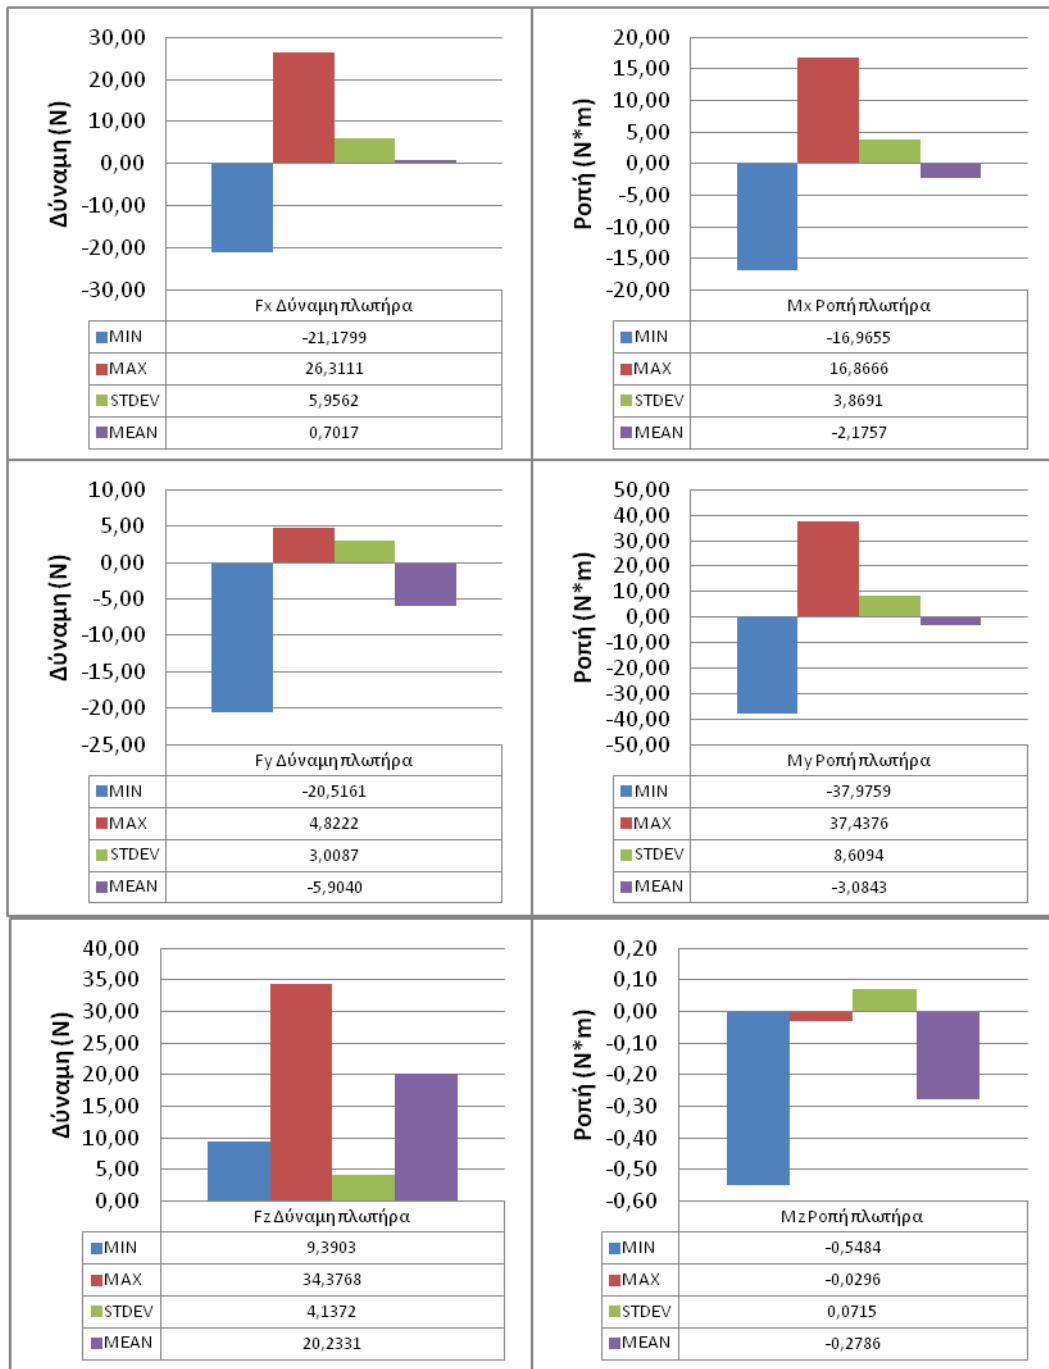 Δύναμη (N)
30,00
20,00
10,00
0,00
-10,00
-20,00
-30,00
Fx Δύναμη πλωτήρα
MIN -21,1799
MAX 26,3111
STDEV 5,9562
MEAN 0,7017
Ροπή (N*m)
20,00
15,00
10,00
5,00
0,00
-5,00
-10,00
-15,00
-20,00
Mx Ροπή πλωτήρα
MIN -16,9655
MAX 16,8666
STDEV 3,8691
MEAN -2,1757
Δύναμη (N)
10,00
5,00
0,00
-5,00
-10,00
-15,00
-20,00
-25,00
Fy Δύναμη πλωτήρα
MIN -20,5161
MAX 4,8222
STDEV 3,0087
MEAN -5,9040
Ροπή (N*m)
50,00
40,00
30,00
20,00
10,00
0,00
-10,00
-20,00
-30,00
-40,00
-50,00
My Ροπή πλωτήρα
MIN -37,9759
MAX 37,4376
STDEV 8,6094
MEAN -3,0843
Δύναμη (N)
40,00
35,00
30,00
25,00
20,00
15,00
10,00
5,00
0,00
Fz Δύναμη πλωτήρα
MIN 9,3903
MAX 34,3768
STDEV 4,1372
MEAN 20,2331
Ροπή (N*m)
0,20
0,10
0,00
-0,10
-0,20
-0,30
-0,40
-0,50
-0,60
Mz Ροπή πλωτήρα
MIN -0,5484
MAX -0,0296
STDEV 0,0715
MEAN -0,2786